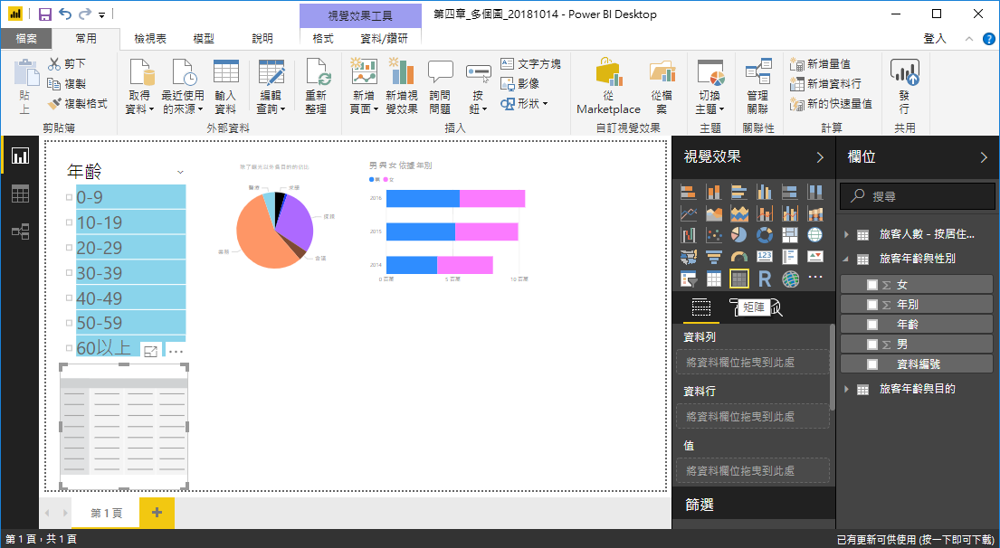 視覺效果工具
第四章_多個圖_20181014 - Power BI Desktop
檔案 常用 檢視表 模型 說明 格式 資料/鑽研 登入
貼上
剪下
複製
複製格式
剪貼簿
取得資料
最近使用的來源
輸入資料
編輯查詢
重新整理
外部資料
新增頁面
新增視覺效果
詢問問題
按鈕
文字方塊
影像
形狀
插入
從 Marketplace
從檔案
自訂視覺效果
切換主題
主題
管理關聯
關聯性
新增量值
新增資料行
新的快速量值
計算
發行
共用
年齡
0-9
10-19
20-29
30-39
40-49
50-59
60以上
男 與 女 依據 年別
男 女
2016
2015
2014
0 百萬 5 百萬 10 百萬
視覺效果
R
123
矩陣
資料列
將資料欄位拖曳到此處
資料行
將資料欄位拖曳到此處
值
將資料欄位拖曳到此處
篩選
欄位
搜尋
旅客人數 - 按居住...
旅客年齡與性別
Σ 女
Σ 年別
年齡
Σ 男
資料編號
旅客年齡與目的
第 1 頁
第 1 頁，共 1 頁
已有更新可供使用 (按一下即可下載)